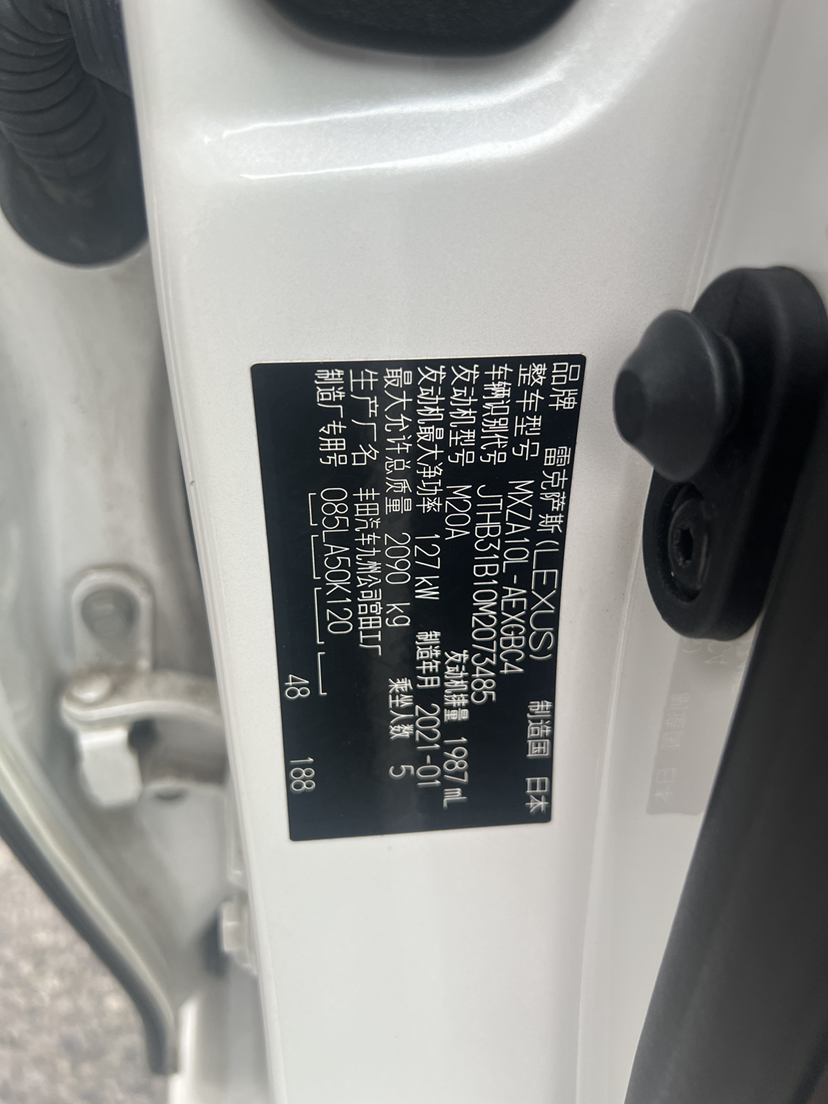 品牌 雷克萨斯(LEXUS) 制造国 日本
整车型号 MXZA10L-AEXGBC4
车辆识别代号 JTHB31B10M2073485
发动机型号 M20A 发动机排量 1987 mL
发动机最大净功率 127 kW 制造年月 2021-01
最大允许总质量 2090 kg 乘坐人数 5
生产厂名 丰田汽车九州公司宫田工厂
制造厂专用号 085LA50K120 48 188